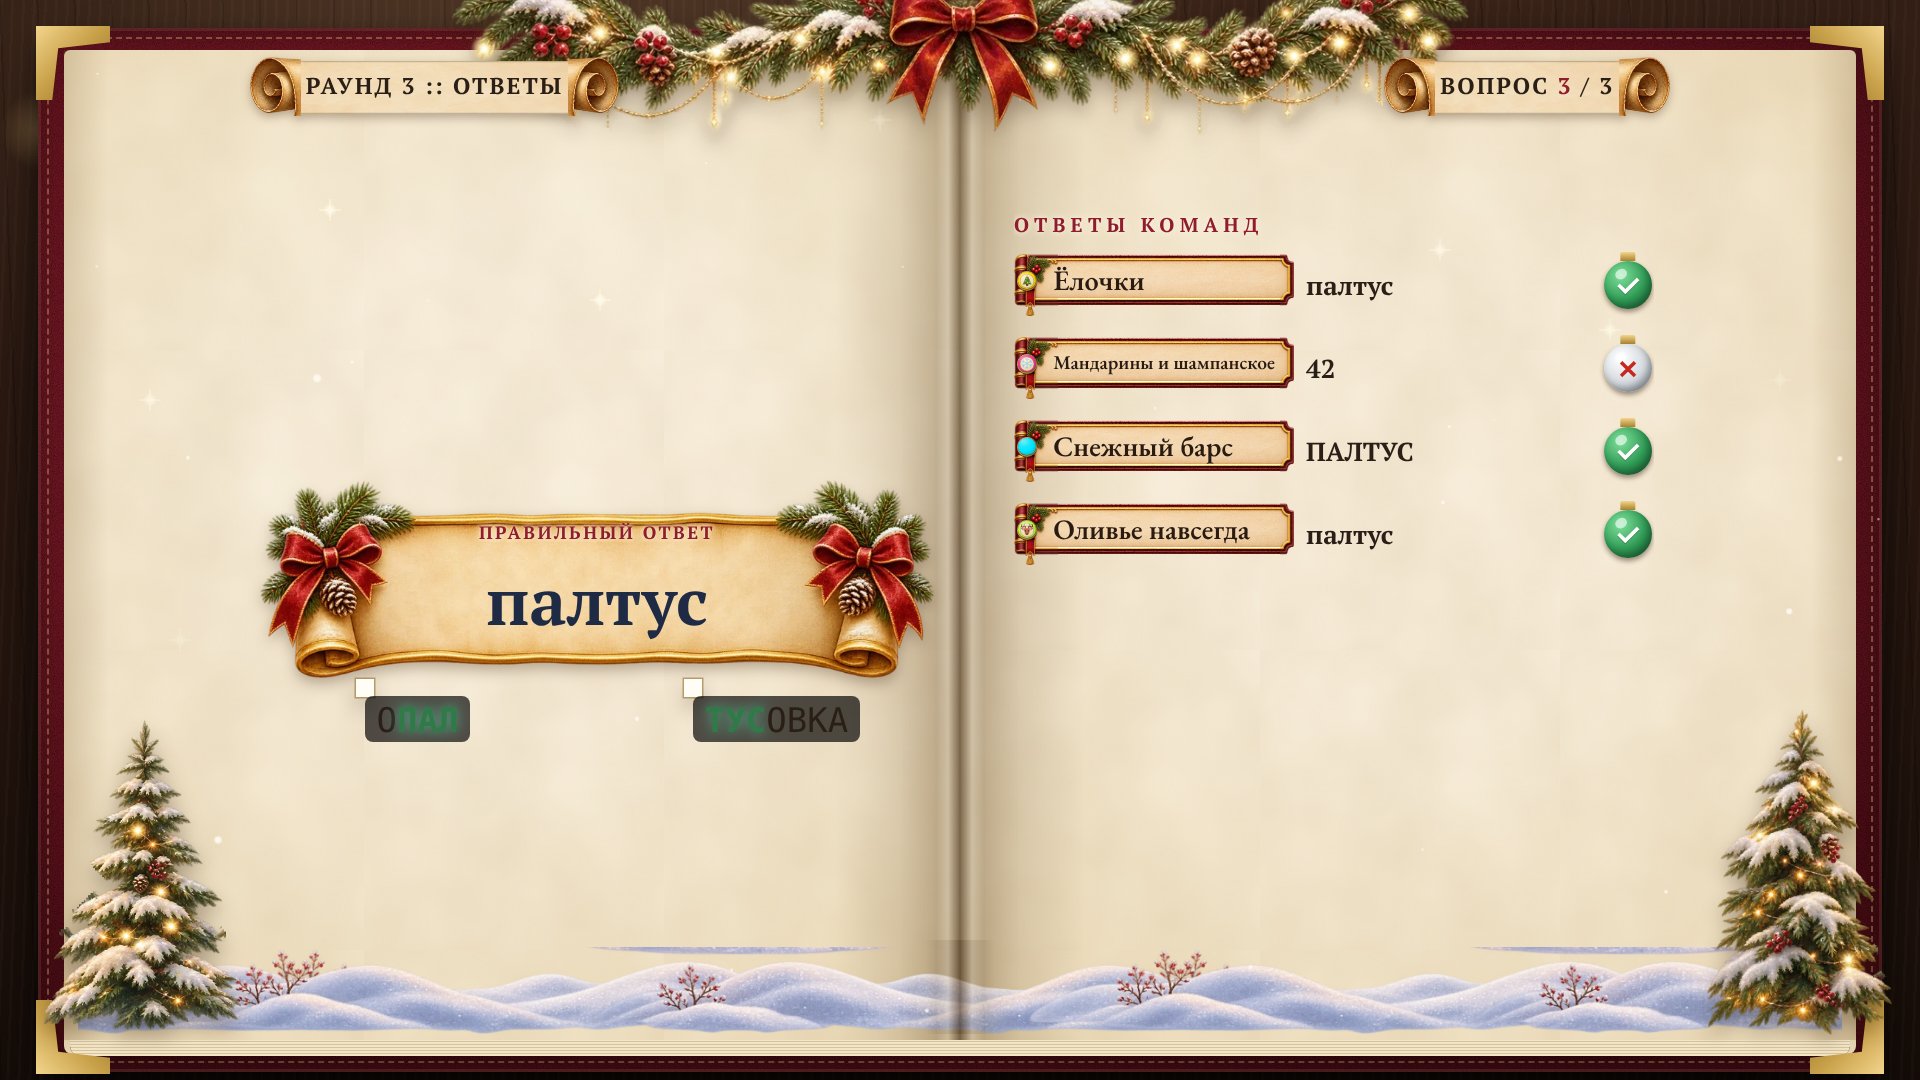 РАУНД 3 :: ОТВЕТЫ
ВОПРОС 3 / 3
ПРАВИЛЬНЫЙ ОТВЕТ
палтус
ОПАЛ
ТУСОВКА
ОТВЕТЫ КОМАНД
Ёлочки палтус
Мандарины и шампанское 42
Снежный барс ПАЛТУС
Оливье навсегда палтус